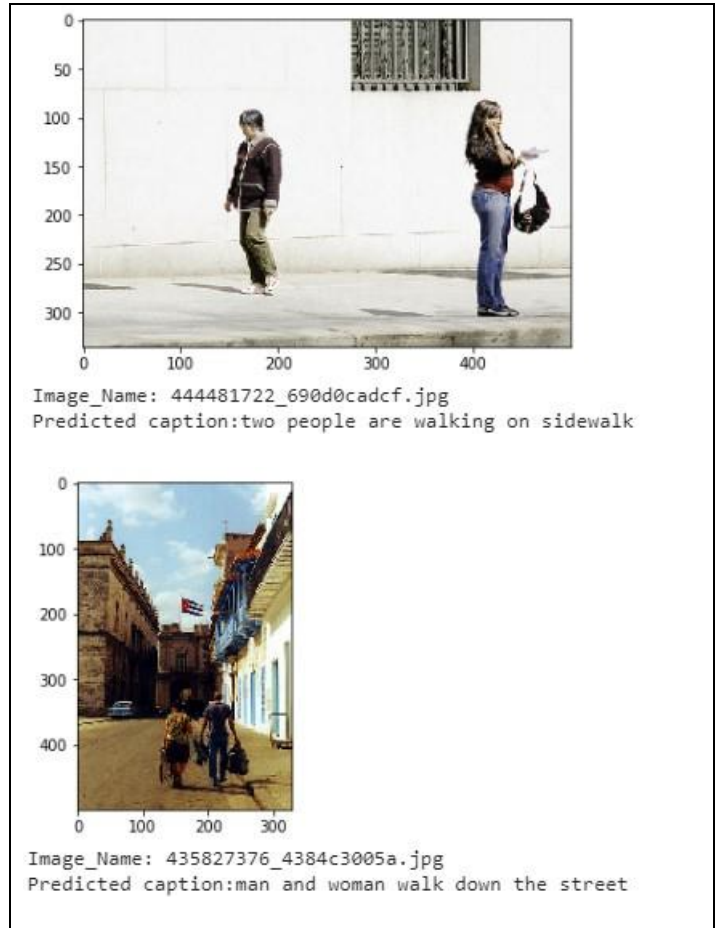 0
50
100
150
200
250
300
0 100 200 300 400
Image_Name: 444481722_690d0cadcf.jpg
Predicted caption:two people are walking on sidewalk
0
100
200
300
400
0 100 200 300
Image_Name: 435827376_4384c3005a.jpg
Predicted caption:man and woman walk down the street